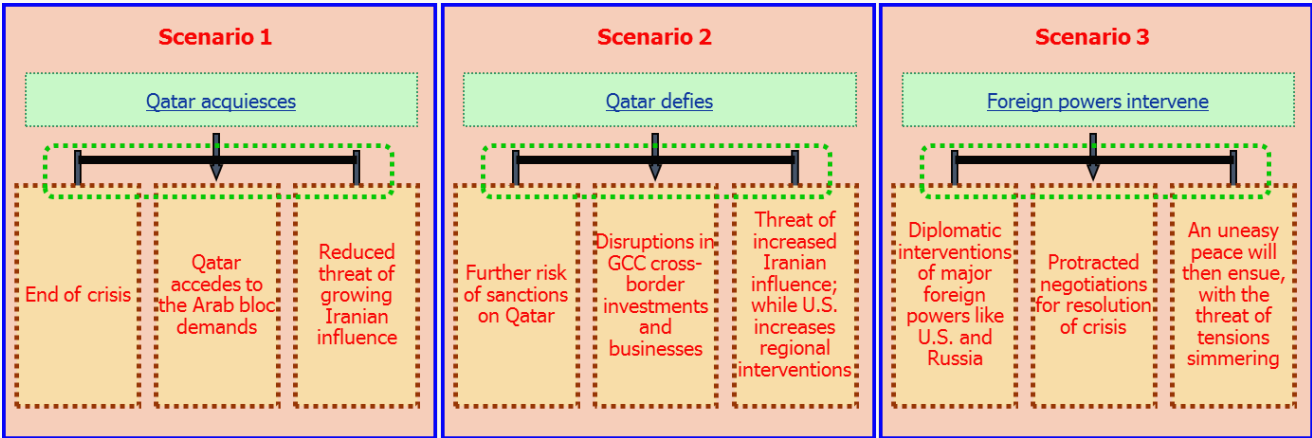 Scenario 1
Qatar acquiesces
End of crisis
Qatar
accedes to
the Arab bloc
demands
Reduced
threat of
growing
Iranian
influence
Scenario 2
Qatar defies
Further risk
of sanctions
on Qatar
Disruptions in
GCC cross-
border
investments
and
businesses
Threat of
increased
Iranian
influence;
while U.S.
increases
regional
interventions
Scenario 3
Foreign powers intervene
Diplomatic
interventions
of major
foreign
powers like
U.S. and
Russia
Protracted
negotiations
for resolution
of crisis
An uneasy
peace will
then ensue,
with the
threat of
tensions
simmering